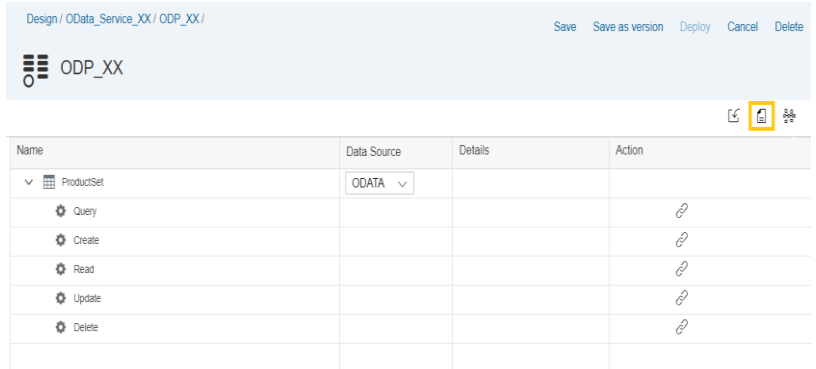 Design / OData_Service_XX / ODP_XX /
Save Save as version Deploy Cancel Delete
ODP_XX
Name Data Source Details Action
ProductSet ODATA
Query
Create
Read
Update
Delete